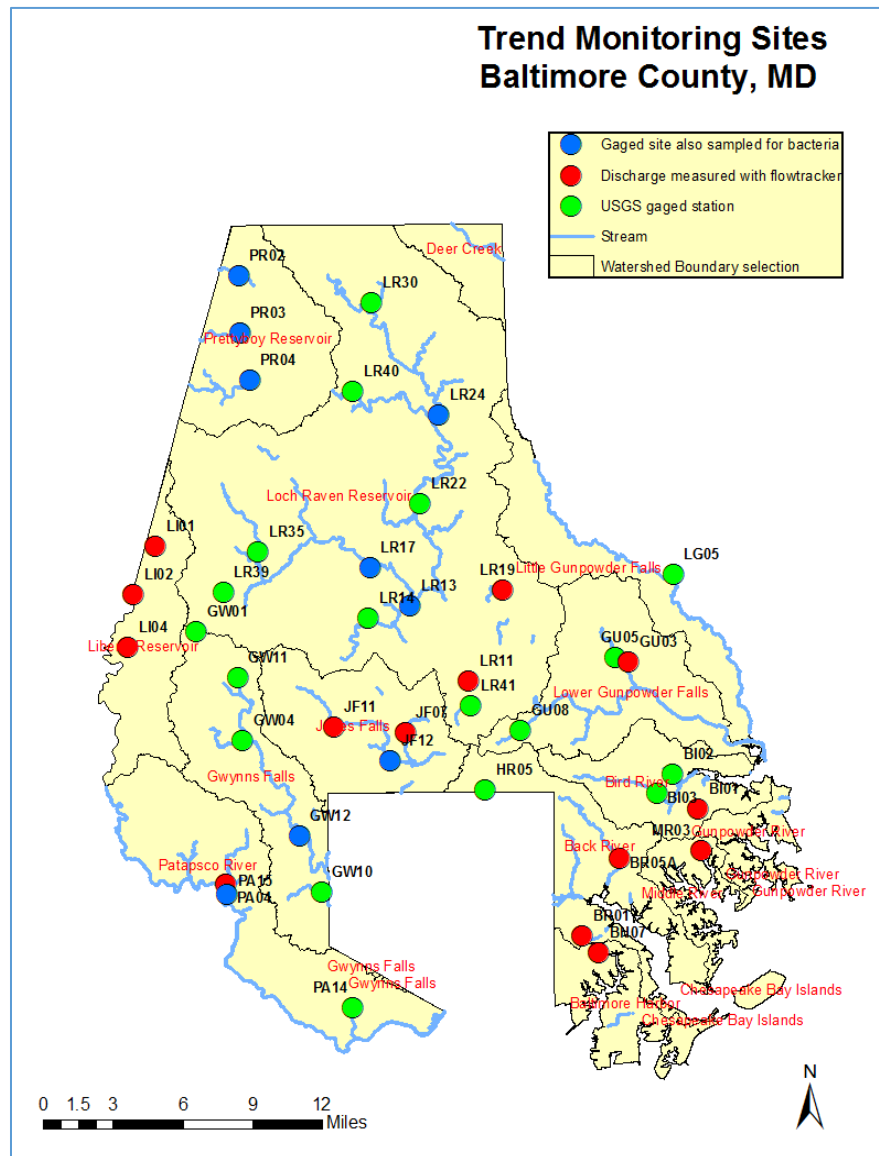 Trend Monitoring Sites
Baltimore County, MD
Gaged site also sampled for bacteria
Discharge measured with flowtracker
USGS gaged station
Stream
Watershed Boundary selection
Deer Creek
PR02
LR30
PR03
Prettyboy Reservoir
PR04
LR40
LR24
Loch Raven Reservoir
LR22
LI01
LR35
LR17
LI02
LR39
LR14
LR13
LR19
Little Gunpowder Falls
LG05
GW01
LI04
Reservoir
GW11
GU05
GU03
LR11
Lower Gunpowder Falls
LR41
JF11
JF07
Falls
GU08
GW04
JF12
Gwynns Falls
HR05
BI02
Bird River
BI01
BI03
GW12
MR03
Gunpowder River
Back River
BR05A
Gunpowder River
Patapsco River
PA15
PA04
GW10
Middle River
Gunpowder River
BR01
BH07
Gwynns Falls
Gwynns Falls
PA14
Chesapeake Bay Islands
Baltimore Harbor
Chesapeake Bay Islands
N
0 1.5 3 6 9 12
Miles